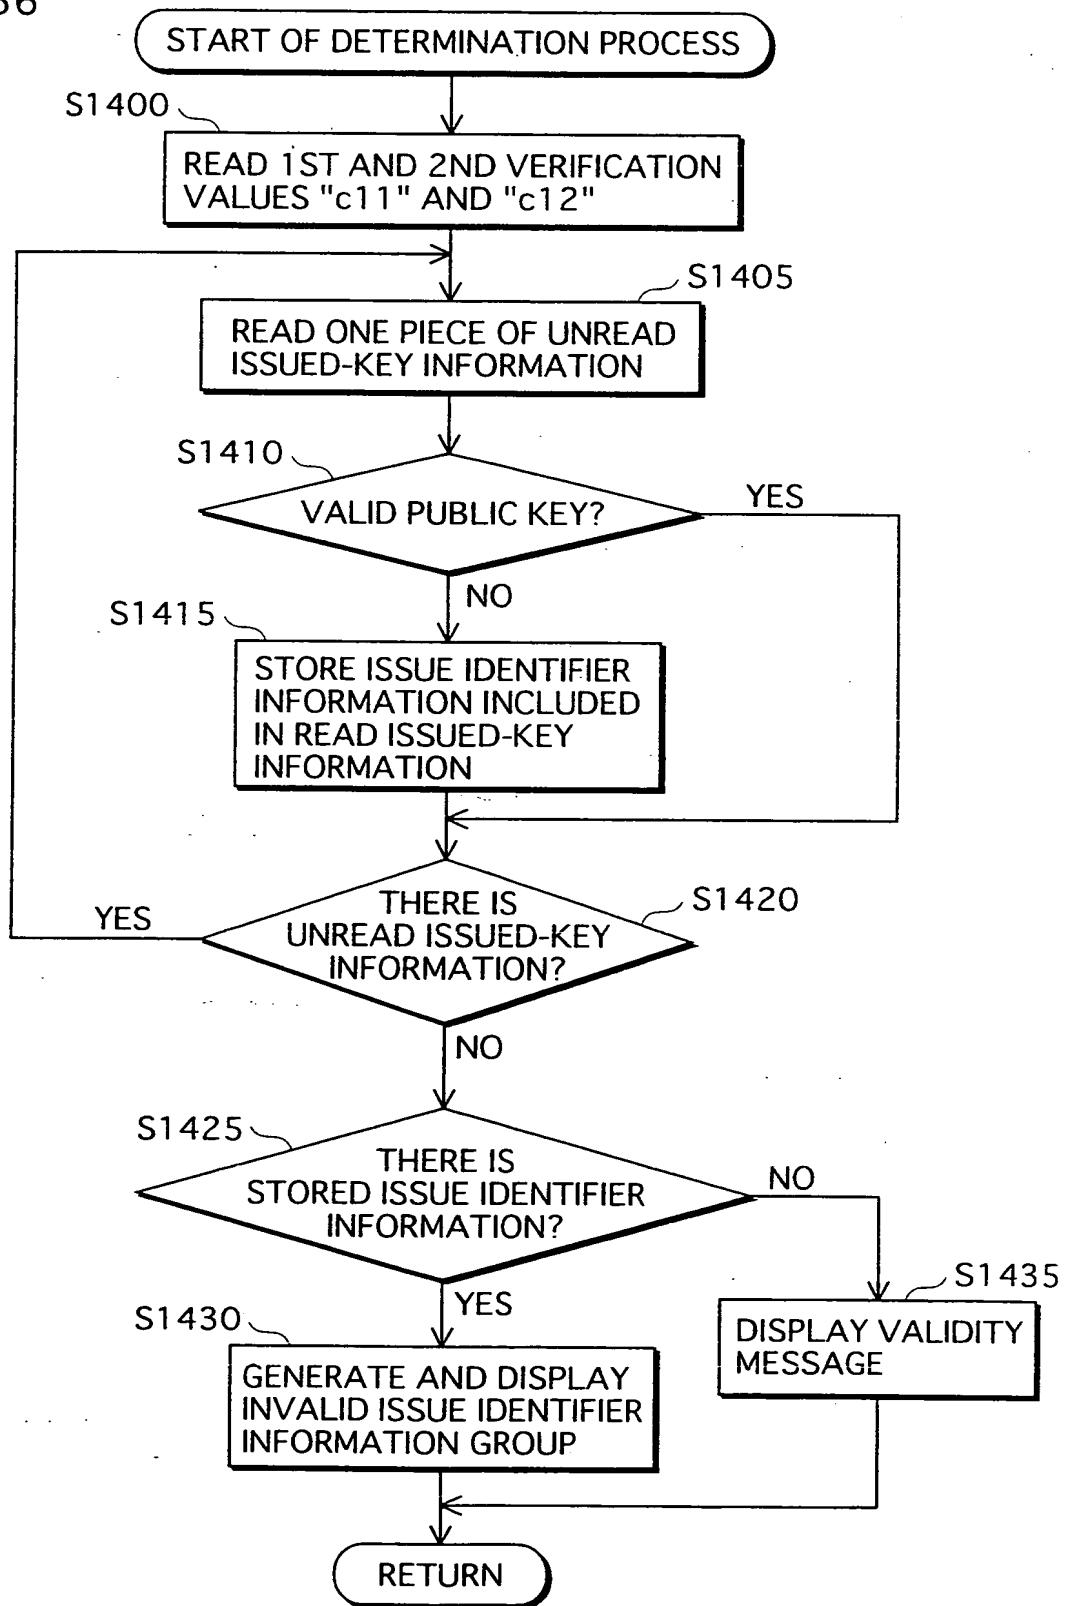 START OF DETERMINATION PROCESS
S1400
READ 1ST AND 2ND VERIFICATION
VALUES "c11" AND "c12"
S1405
READ ONE PIECE OF UNREAD
ISSUED-KEY INFORMATION
S1410
VALID PUBLIC KEY?
YES
NO
S1415
STORE ISSUE IDENTIFIER
INFORMATION INCLUDED
IN READ ISSUED-KEY
INFORMATION
S1420
THERE IS
UNREAD ISSUED-KEY
INFORMATION?
YES
NO
S1425
THERE IS
STORED ISSUE IDENTIFIER
INFORMATION?
NO
YES
S1435
DISPLAY VALIDITY
MESSAGE
S1430
GENERATE AND DISPLAY
INVALID ISSUE IDENTIFIER
INFORMATION GROUP
RETURN